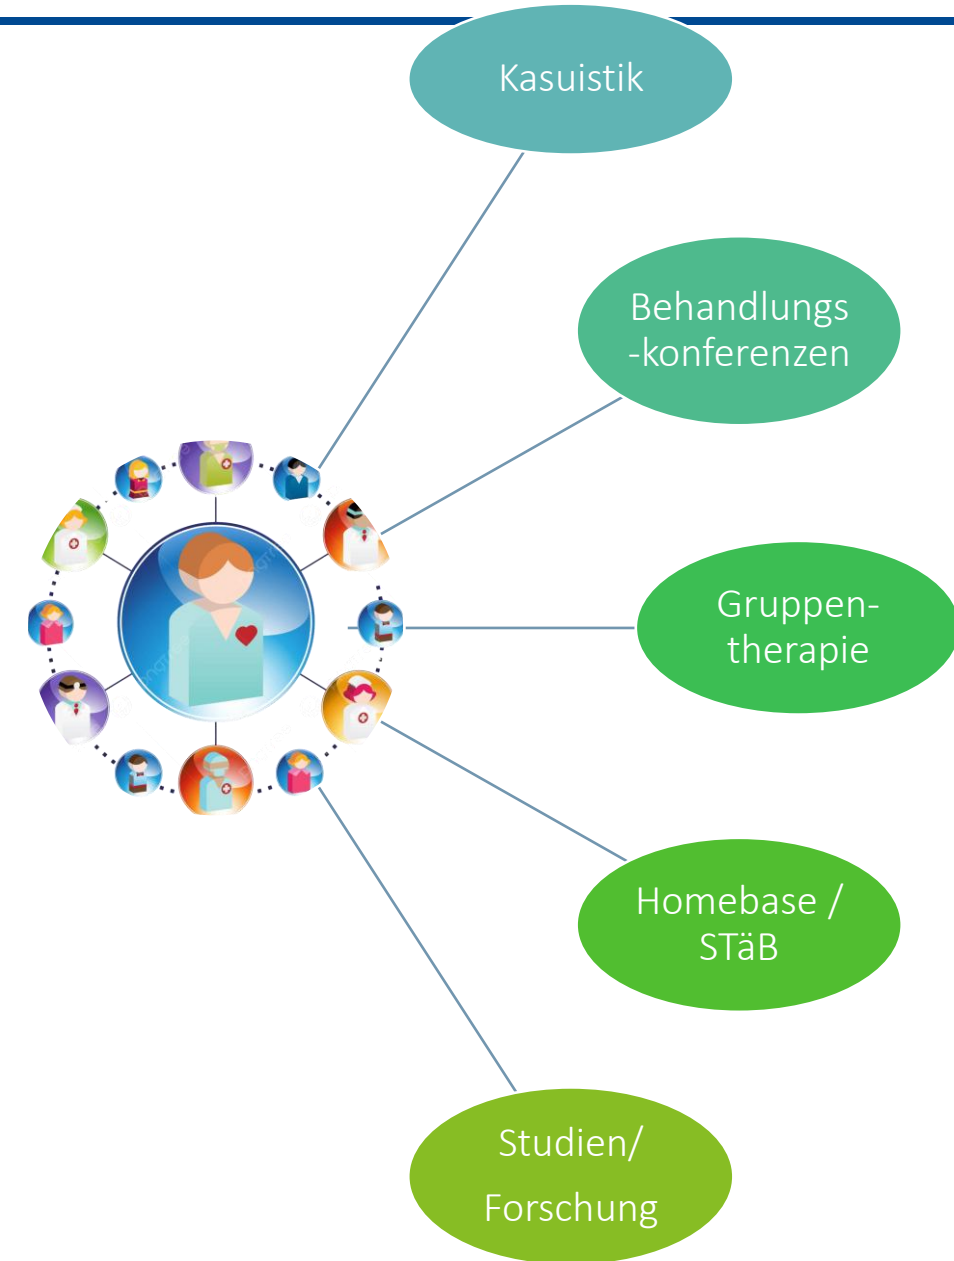 Kasuistik
Behandlungs
-konferenzen
Gruppen-
therapie
Homebase /
STäB
Studien/
Forschung